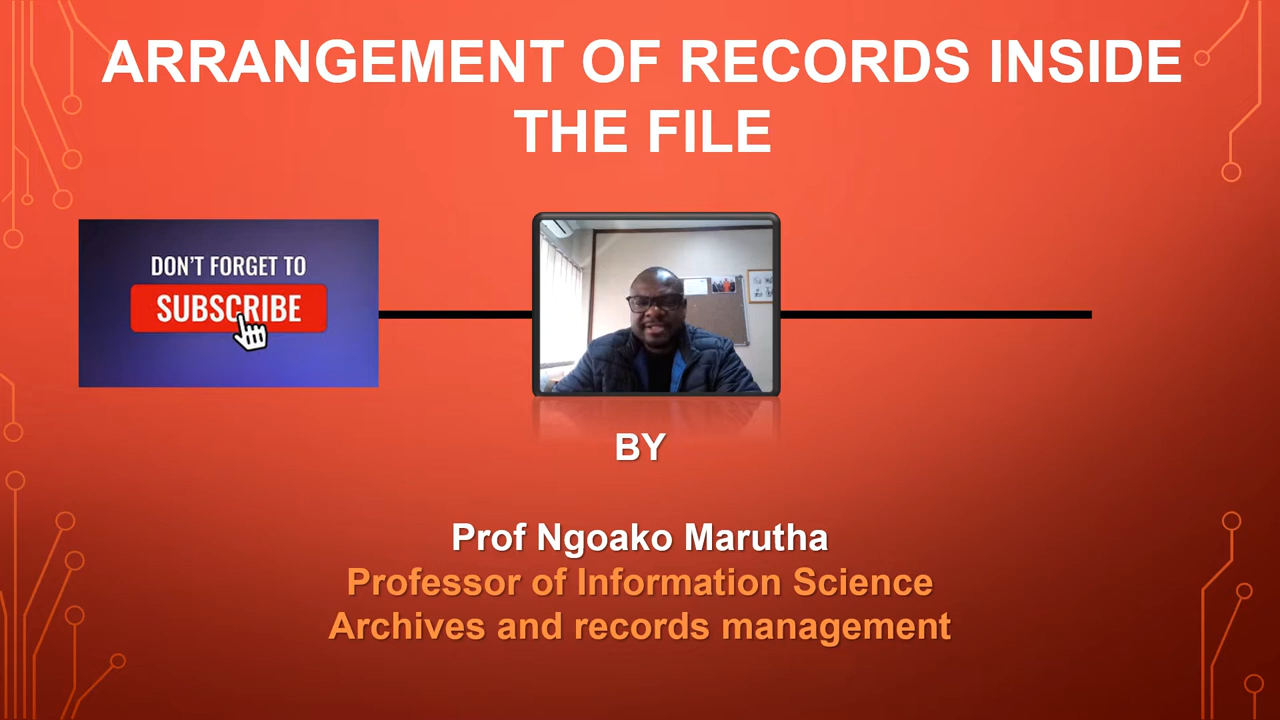 ARRANGEMENT OF RECORDS INSIDE
THE FILE
DON'T FORGET TO
SUBSCRIBE
BY
Prof Ngoako Marutha
Professor of Information Science
Archives and records management